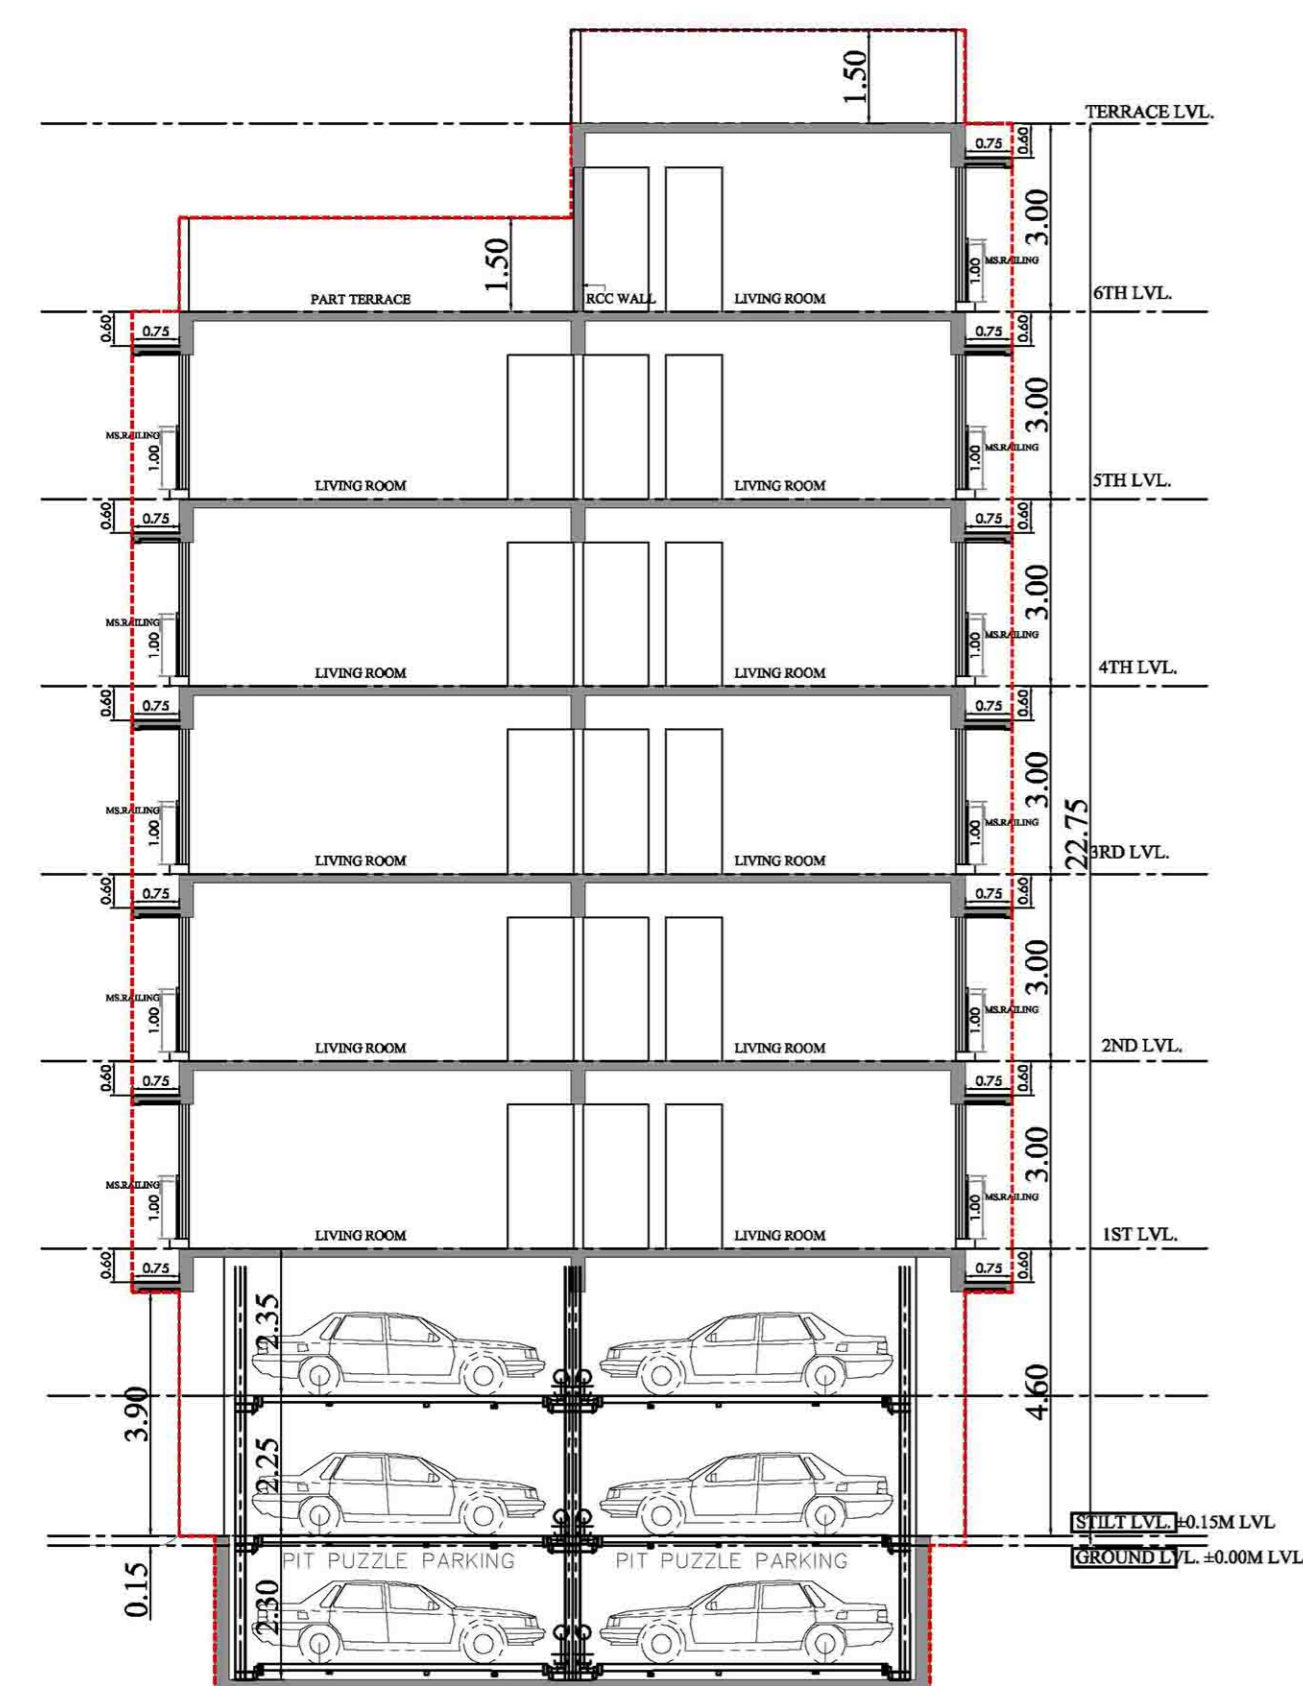 1.50
TERRACE LVL.
0.75
0.60
3.00
1.50
MS.RAILING
1.00
PART TERRACE
RCC WALL
LIVING ROOM
6TH LVL.
0.60
0.75
0.75
0.60
3.00
MS.RAILING
1.00
MS.RAILING
1.00
LIVING ROOM
LIVING ROOM
5TH LVL.
0.60
0.75
0.75
0.60
3.00
MS.RAILING
1.00
MS.RAILING
1.00
LIVING ROOM
LIVING ROOM
4TH LVL.
0.60
0.75
0.75
0.60
3.00
MS.RAILING
1.00
MS.RAILING
1.00
22.75
LIVING ROOM
LIVING ROOM
3RD LVL.
0.60
0.75
0.75
0.60
3.00
MS.RAILING
1.00
MS.RAILING
1.00
LIVING ROOM
LIVING ROOM
2ND LVL.
0.60
0.75
0.75
0.60
3.00
MS.RAILING
1.00
MS.RAILING
1.00
LIVING ROOM
LIVING ROOM
1ST LVL.
0.60
0.75
0.75
0.60
2.35
3.90
4.60
2.25
STILT LVL. ±0.15M LVL
PIT PUZZLE PARKING
PIT PUZZLE PARKING
GROUND LVL. ±0.00M LVL
0.15
2.30